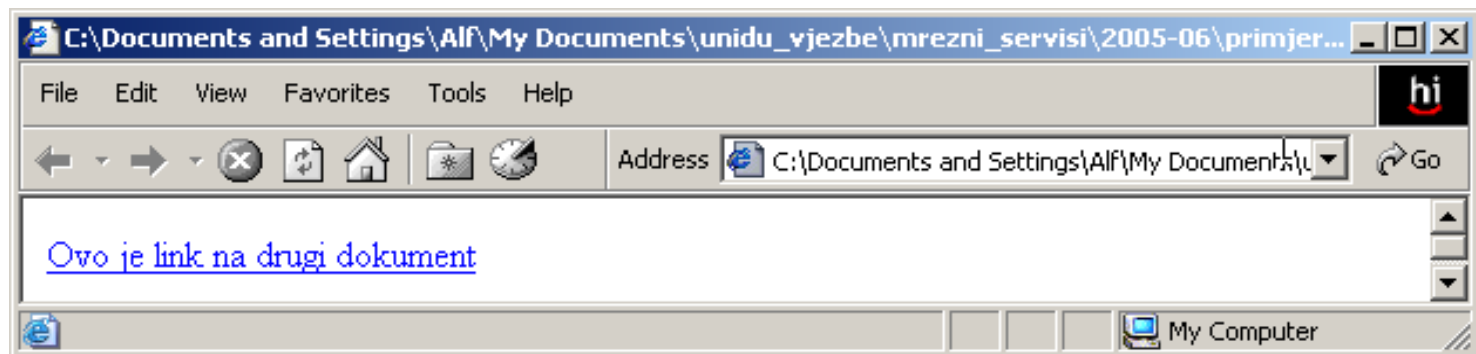 C:\Documents and Settings\Alf\My Documents\unidu_vjezbe\mrezni_servisi\2005-06\primjer...
File Edit View Favorites Tools Help
hi
Address C:\Documents and Settings\Alf\My Documents\u Go
Ovo je link na drugi dokument
My Computer